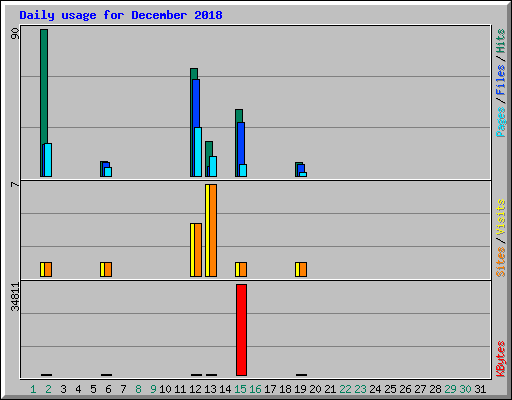 Daily usage for December 2018
90
7
34811
Pages / Files / Hits
Sites / Visits
KBytes
1 2 3 4 5 6 7 8 9 10 11 12 13 14 15 16 17 18 19 20 21 22 23 24 25 26 27 28 29 30 31